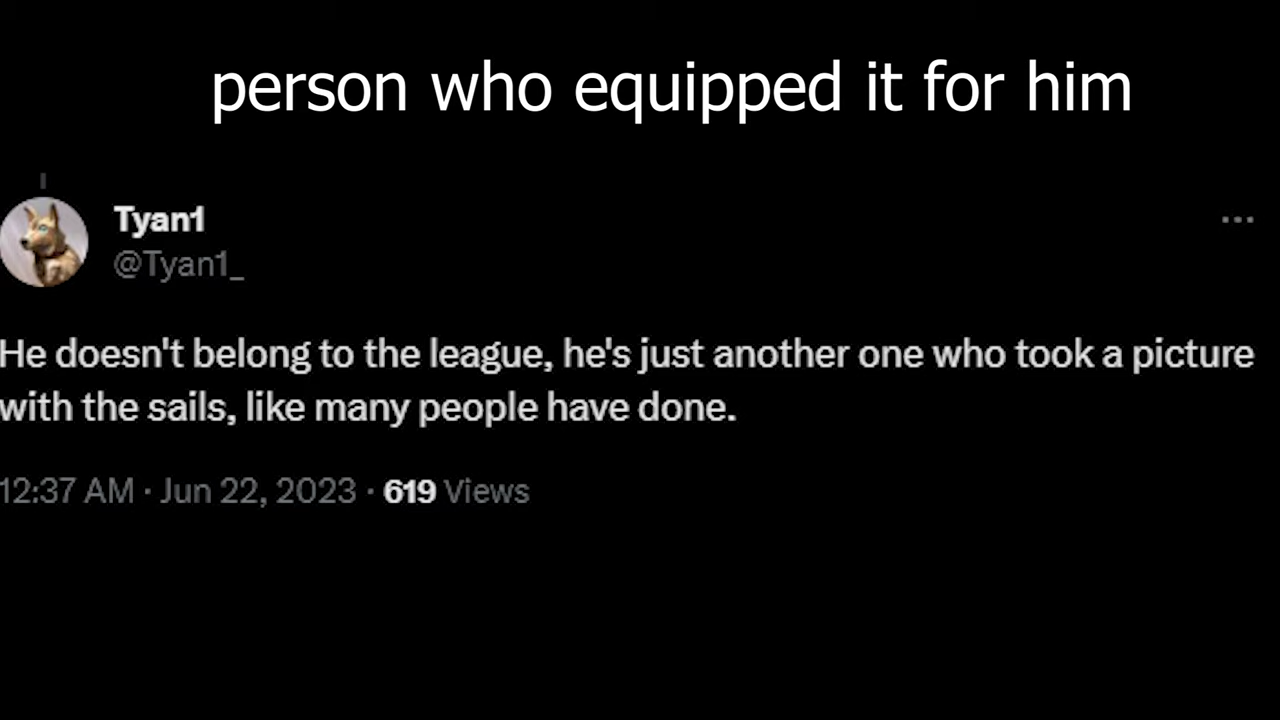 person who equipped it for him
Tyan1
@Tyan1_
He doesn't belong to the league, he's just another one who took a picture
with the sails, like many people have done.
12:37 AM · Jun 22, 2023 · 619 Views